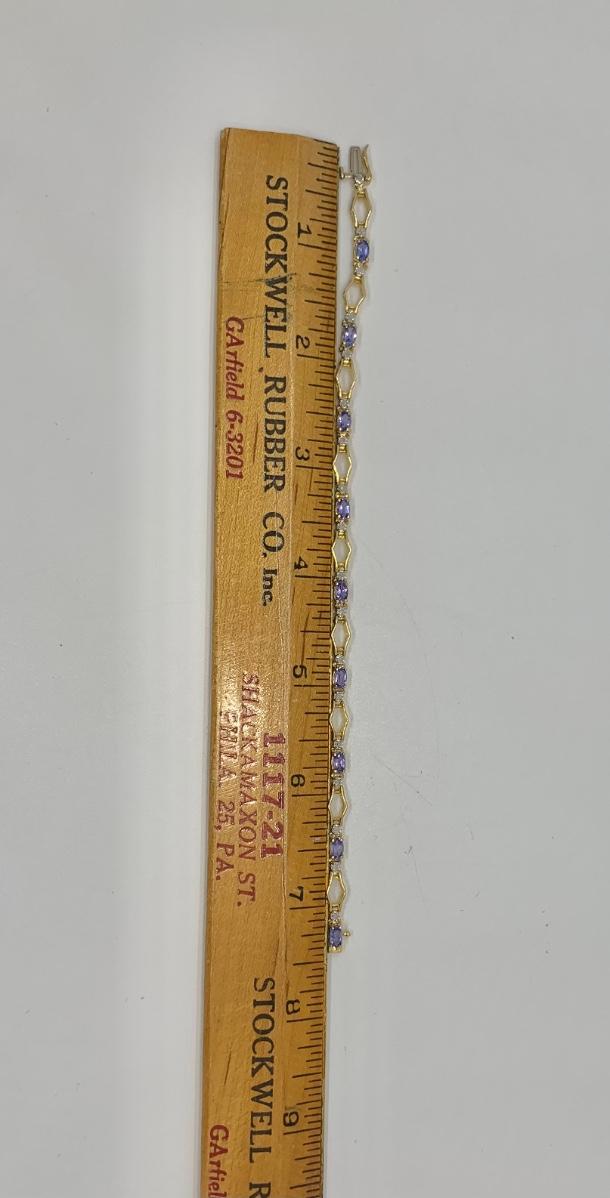 STOCKWELL RUBBER CO. Inc.
GArfield 6-3201
1117-21
SHACKAMAXON ST.
PHILA. 25, PA.
STOCKWELL R
GArfiel
1
2
3
4
5
6
7
8
9